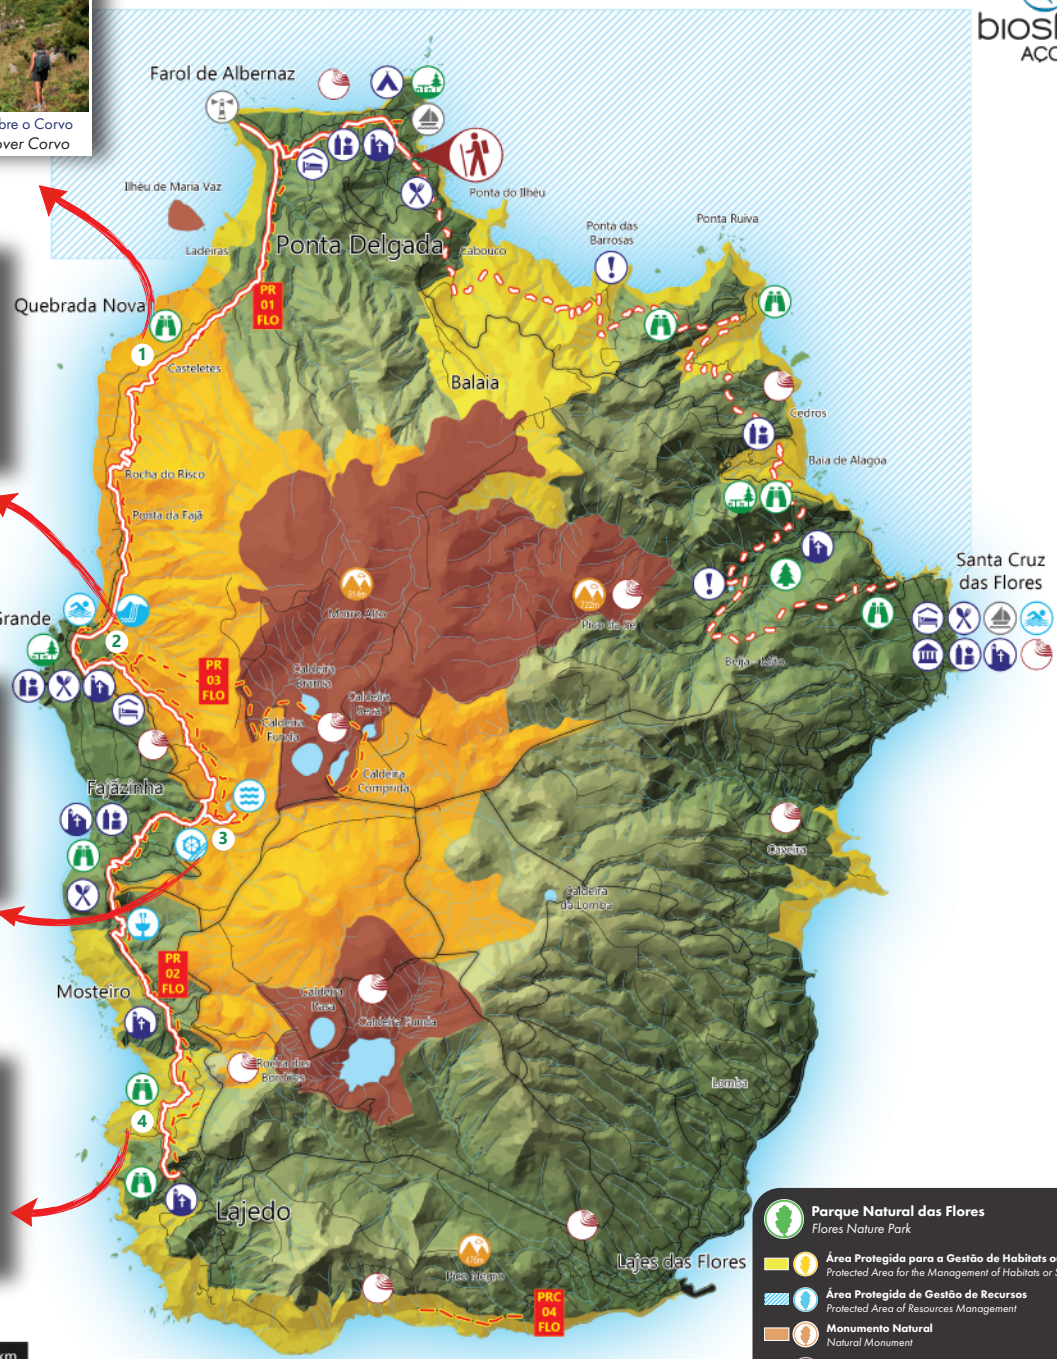 AÇO
bre o Corvo
over Corvo
Farol de Albernaz
Ilhéu de Maria Vaz
Ponta do Ilhéu
Ponta das
Barrosas
Ponta Ruiva
Ladeiras
Ponta Delgada
Cabouco
Quebrada Nova
PR
01
FLO
1
Casteletes
Balaia
Cedros
Rocha do Risco
Baía de Alagoa
Ponta da Fajã
Santa Cruz
das Flores
914m
Morro Alto
722m
Pico da Sé
Grande
2
Beija - Mão
PR
03
FLO
Caldeira
Branca
Caldeira
Seca
Caldeira
Funda
Caldeira
Comprida
Fajãzinha
3
Caveira
Caldeira
da Lomba
PR
02
FLO
Mosteiro
Caldeira
Rasa
Caldeira Funda
Rocha dos
Bordões
Lomba
4
Lajedo
Lajes das Flores
476m
Pico Negro
PRC
04
FLO
Parque Natural das Flores
Flores Nature Park
Área Protegida para a Gestão de Habitats o
Protected Area for the Management of Habitats or S
Área Protegida de Gestão de Recursos
Protected Area of Resources Management
Monumento Natural
Natural Monument
km